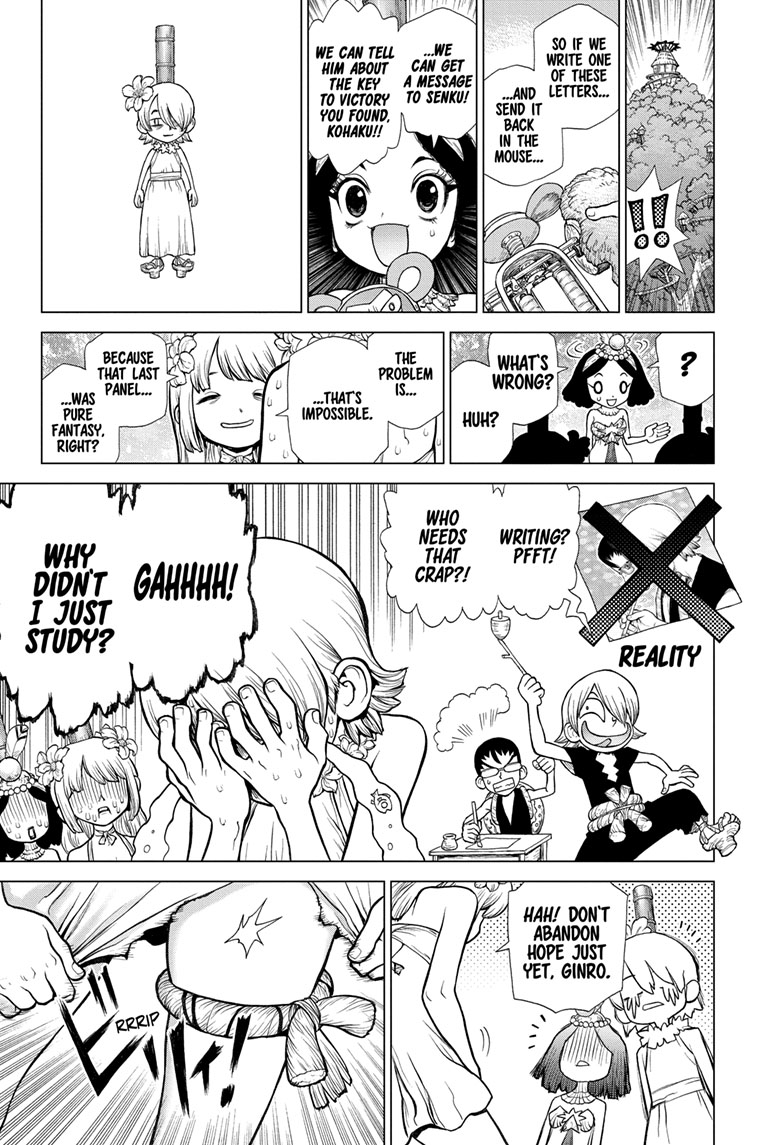 !!
SO IF WE
WRITE ONE
OF THESE
LETTERS...
...AND
SEND IT
BACK
IN THE
MOUSE...
...WE
CAN GET
A MESSAGE
TO SENKU!
WE CAN TELL
HIM ABOUT
THE KEY
TO VICTORY
YOU FOUND,
KOHAKU!!
?
WHAT'S
WRONG?
HUH?
THE
PROBLEM
IS...
...THAT'S
IMPOSSIBLE.
BECAUSE
THAT LAST
PANEL...
...WAS
PURE
FANTASY,
RIGHT?
REALITY
WRITING?
PFFT!
WHO
NEEDS
THAT
CRAP?!
GAHHHH!
WHY
DIDN'T
I JUST
STUDY?
HAH! DON'T
ABANDON
HOPE JUST
YET, GINRO.
ビリィ!
RRRIP